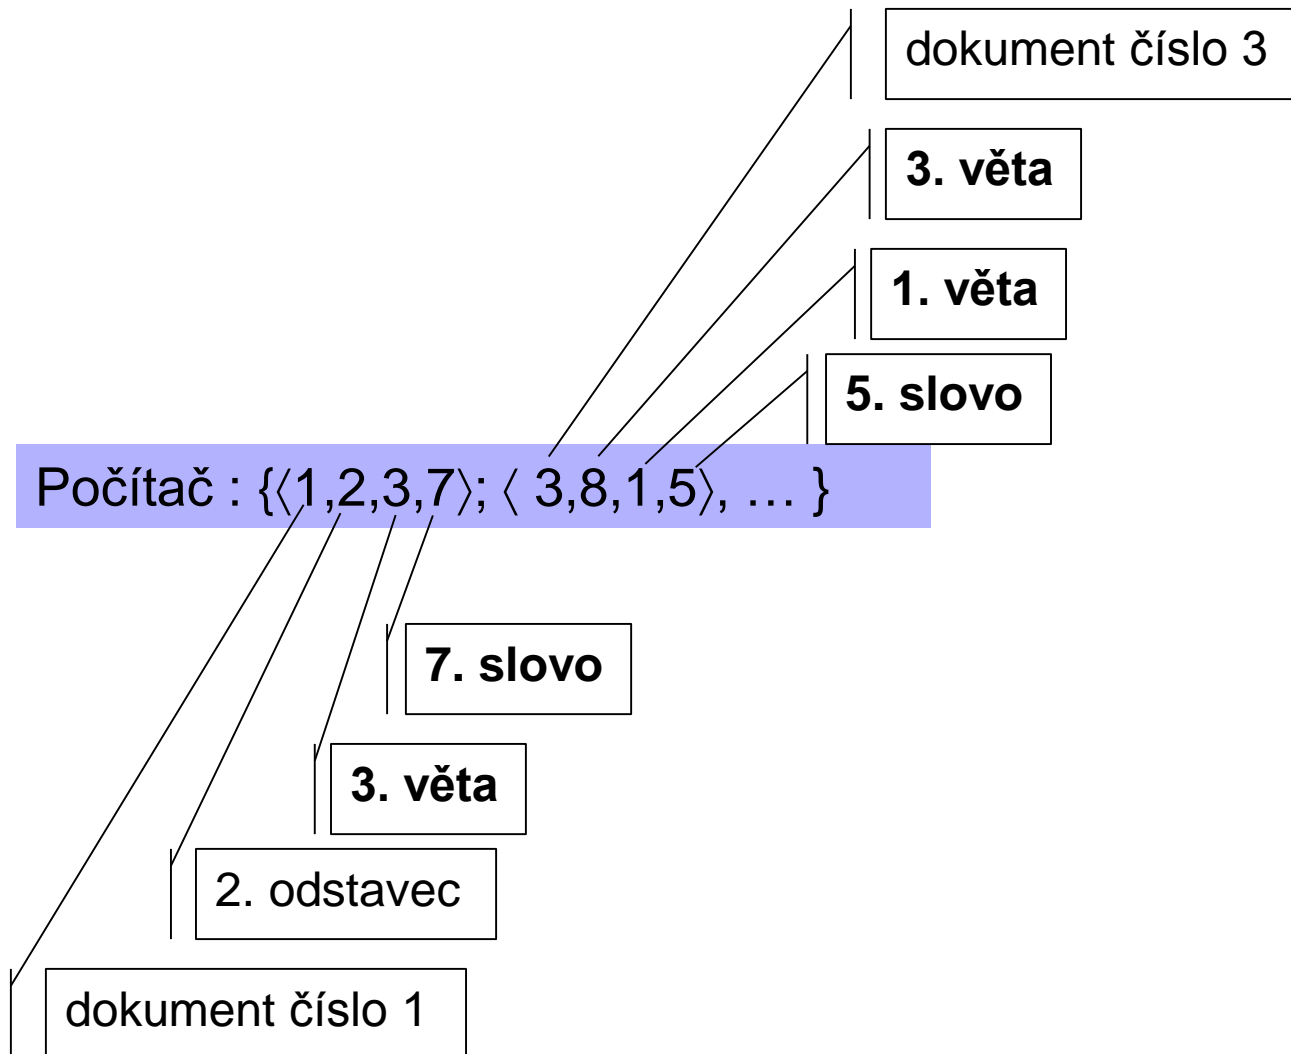 dokument číslo 3
3. věta
1. věta
5. slovo
Počítač : {⟨1,2,3,7⟩; ⟨ 3,8,1,5⟩, … }
7. slovo
3. věta
2. odstavec
dokument číslo 1